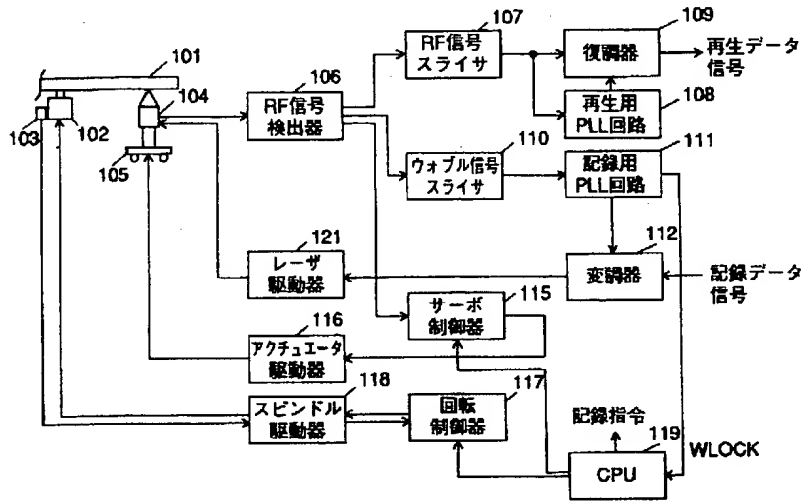 101
102
103
104
105
106
RF信号
検出器
107
RF信号
スライサ
109
復調器
再生データ
信号
108
再生用
PLL回路
110
ウォブル信号
スライサ
111
記録用
PLL回路
121
レーザ
駆動器
112
変調器
記録データ
信号
115
サーボ
制御器
116
アクチュエータ
駆動器
118
スピンドル
駆動器
117
回転
制御器
記録指令
119
CPU
WLOCK